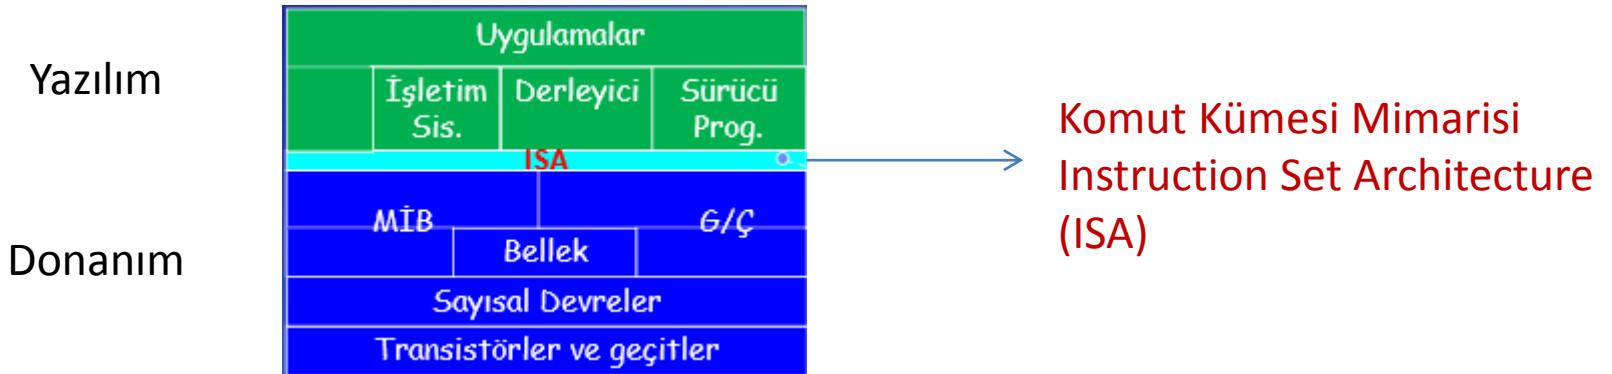 Yazılım
Donanım
Uygulamalar
İşletim
Sis.
Derleyici
Sürücü
Prog.
ISA
MİB
G/Ç
Bellek
Sayısal Devreler
Transistörler ve geçitler
Komut Kümesi Mimarisi
Instruction Set Architecture
(ISA)